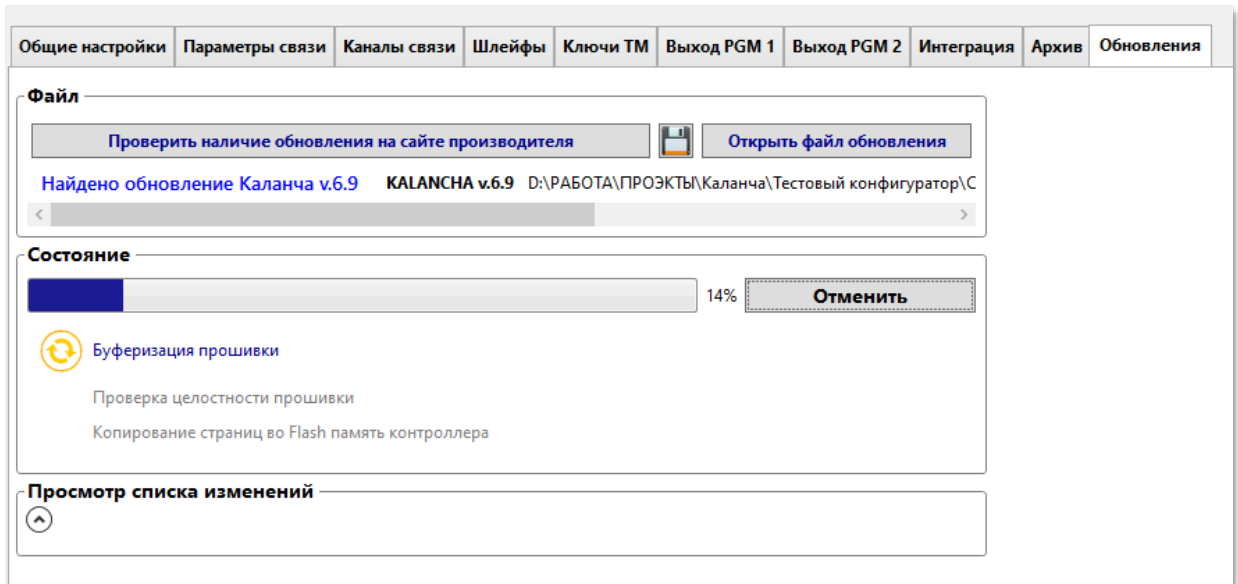 Общие настройки Параметры связи Каналы связи Шлейфы Ключи ТМ Выход PGM 1 Выход PGM 2 Интеграция Архив Обновления
Файл
Проверить наличие обновления на сайте производителя Открыть файл обновления
Найдено обновление Каланча v.6.9 KALANCHA v.6.9 D:\РАБОТА\ПРОЭКТЫ\Каланча\Тестовый конфигуратор\С
Состояние
14% Отменить
Буферизация прошивки
Проверка целостности прошивки
Копирование страниц во Flash память контроллера
Просмотр списка изменений